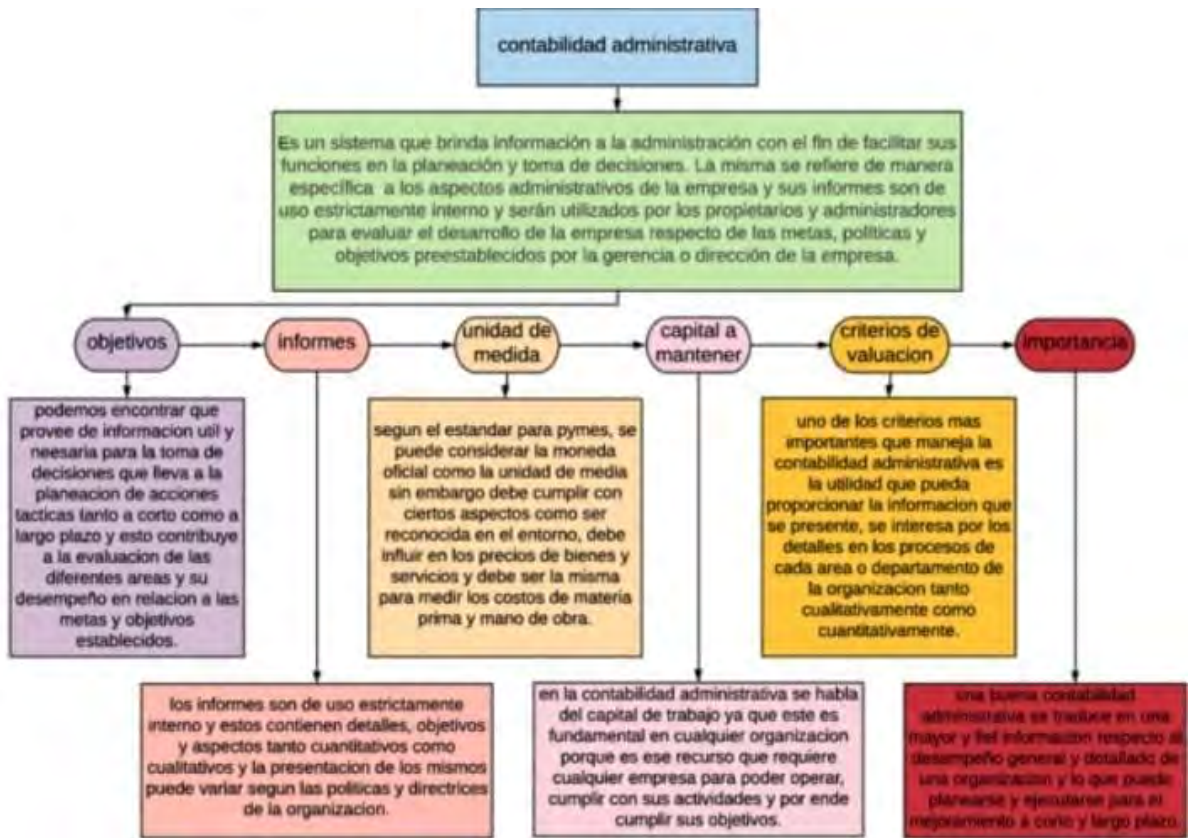 contabilidad administrativa
Es un sistema que brinda información a la administración con el fin de facilitar sus
funciones en la planeación y toma de decisiones. La misma se refiere de manera
específica a los aspectos administrativos de la empresa y sus informes son de
uso estrictamente interno y serán utilizados por los propietarios y administradores
para evaluar el desarrollo de la empresa respecto de las metas, políticas y
objetivos preestablecidos por la gerencia o dirección de la empresa.
objetivos
informes
unidad de
medida
capital a
mantener
criterios de
valuacion
importancia
podemos encontrar que
provee de informacion util y
neesaria para la toma de
decisiones que lleva a la
planeacion de acciones
tacticas tanto a corto como a
largo plazo y esto contribuye
a la evaluacion de las
diferentes areas y su
desempeño en relacion a las
metas y objetivos
establecidos.
segun el estandar para pymes, se
puede considerar la moneda
oficial como la unidad de media
sin embargo debe cumplir con
ciertos aspectos como ser
reconocida en el entorno, debe
influir en los precios de bienes y
servicios y debe ser la misma
para medir los costos de materia
prima y mano de obra.
uno de los criterios mas
importantes que maneja la
contabilidad administrativa es
la utilidad que pueda
proporcionar la informacion que
se presente, se interesa por los
detalles en los procesos de
cada area o departamento de
la organizacion tanto
cualitativamente como
cuantitativamente.
los informes son de uso estrictamente
interno y estos contienen detalles, objetivos
y aspectos tanto cuantitativos como
cualitativos y la presentacion de los mismos
puede variar segun las politicas y directrices
de la organizacion.
en la contabilidad administrativa se habla
del capital de trabajo ya que este es
fundamental en cualquier organizacion
porque es ese recurso que requiere
cualquier empresa para poder operar,
cumplir con sus actividades y por ende
cumplir sus objetivos.
una buena contabilidad
administrativa se traduce en una
mayor y fiel informacion respecto al
desempeño general y detallado de
una organizacion y lo que puede
planearse y ejecutarse para el
mejoramiento a corto y largo plazo.